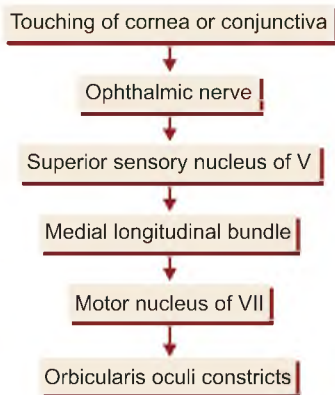 Touching of cornea or conjunctiva
Ophthalmic nerve
Superior sensory nucleus of V
Medial longitudinal bundle
Motor nucleus of VII
Orbicularis oculi constricts